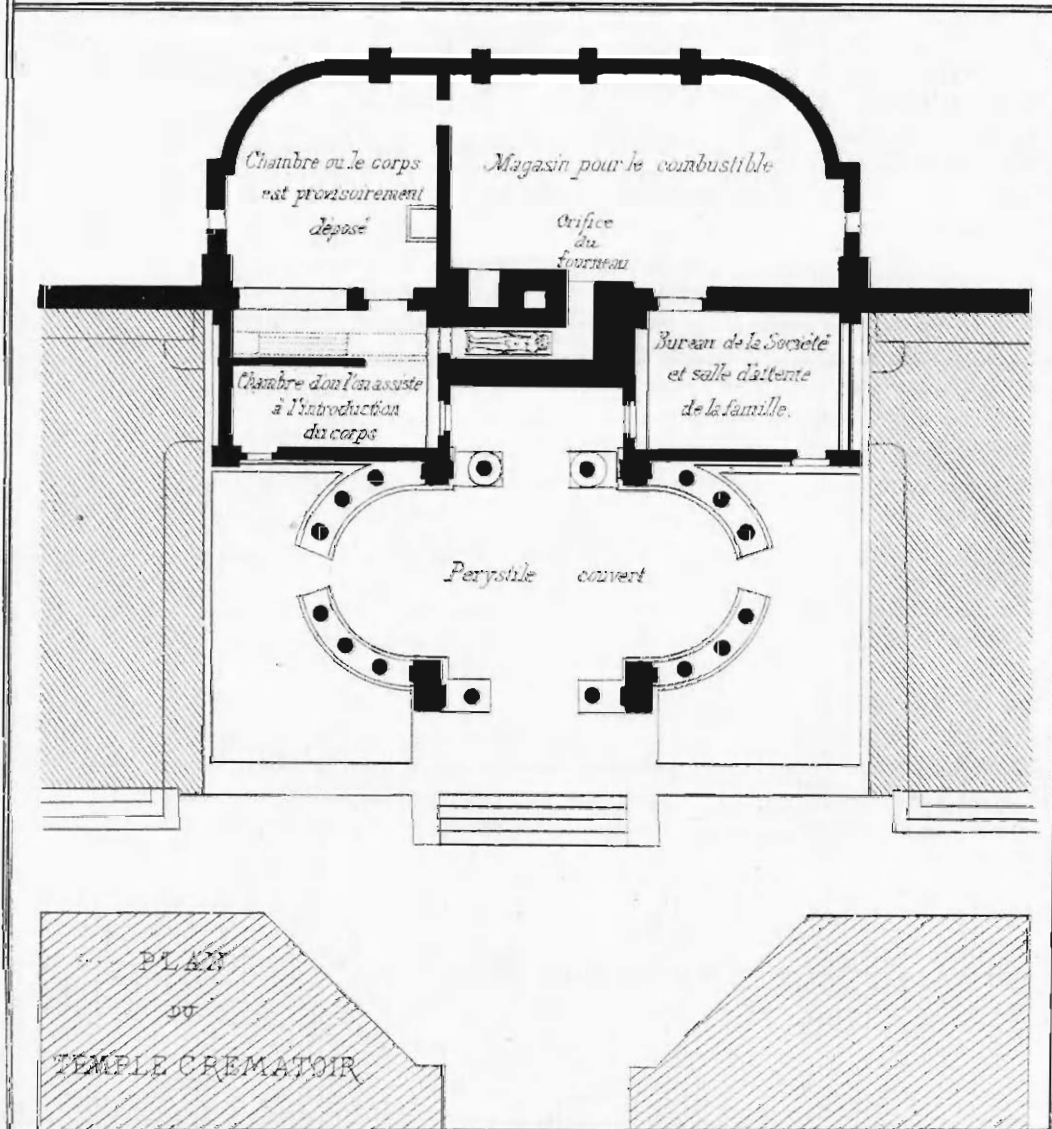 Chambre ou le corps
est provisoirement
déposé
Magasin pour le combustible
Orifice
du
fourneau
Chambre d'où l'on assiste
à l'introduction
du corps
Bureau de la Société
et salle d'attente
de la famille.
Perystile couvert
PLAN
DU
TEMPLE CREMATOIR